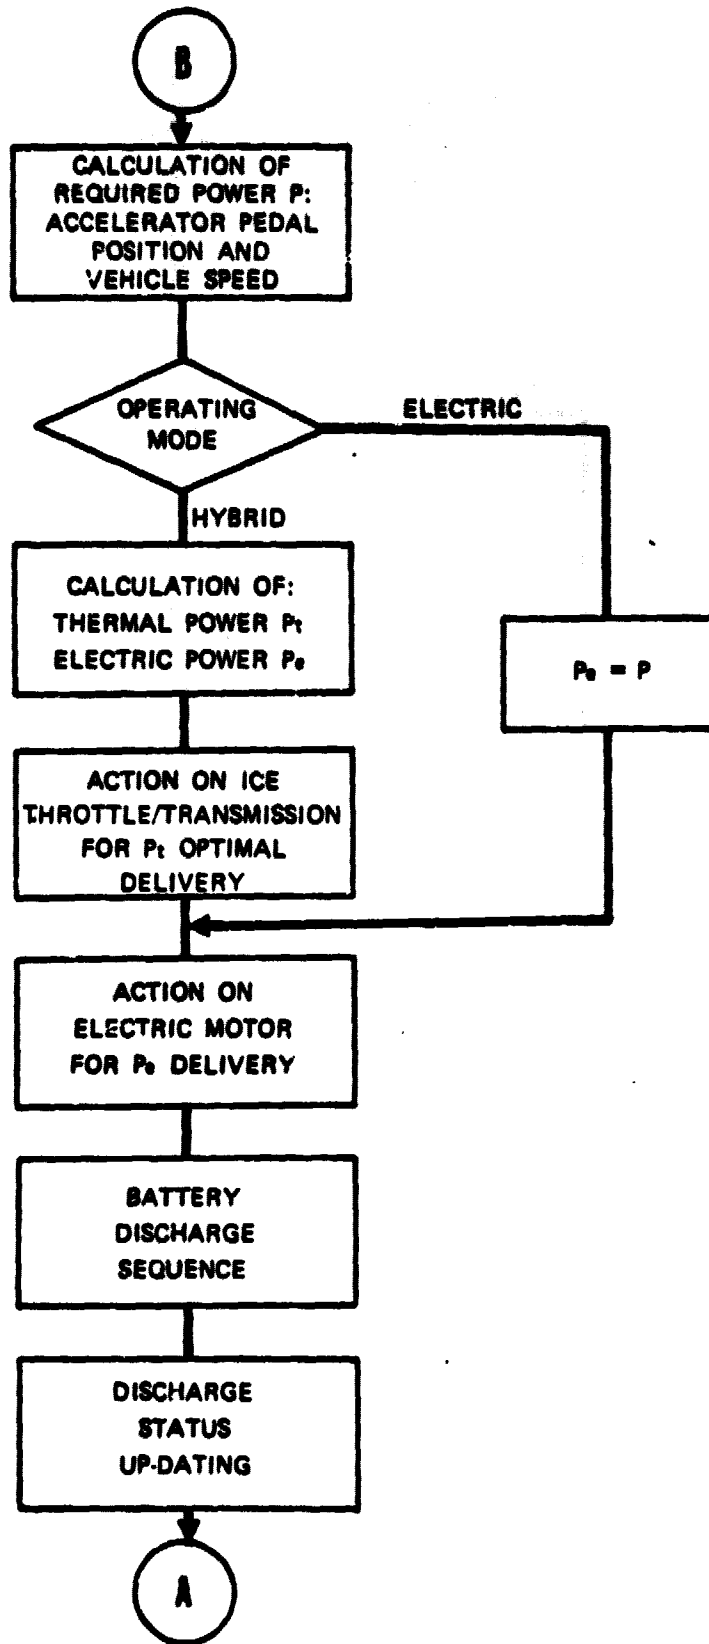 B
CALCULATION OF
REQUIRED POWER P:
ACCELERATOR PEDAL
POSITION AND
VEHICLE SPEED
OPERATING
MODE
ELECTRIC
HYBRID
CALCULATION OF:
THERMAL POWER Pt
ELECTRIC POWER Pe
Pe = P
ACTION ON ICE
THROTTLE/TRANSMISSION
FOR Pt OPTIMAL
DELIVERY
ACTION ON
ELECTRIC MOTOR
FOR Pe DELIVERY
BATTERY
DISCHARGE
SEQUENCE
DISCHARGE
STATUS
UP-DATING
A